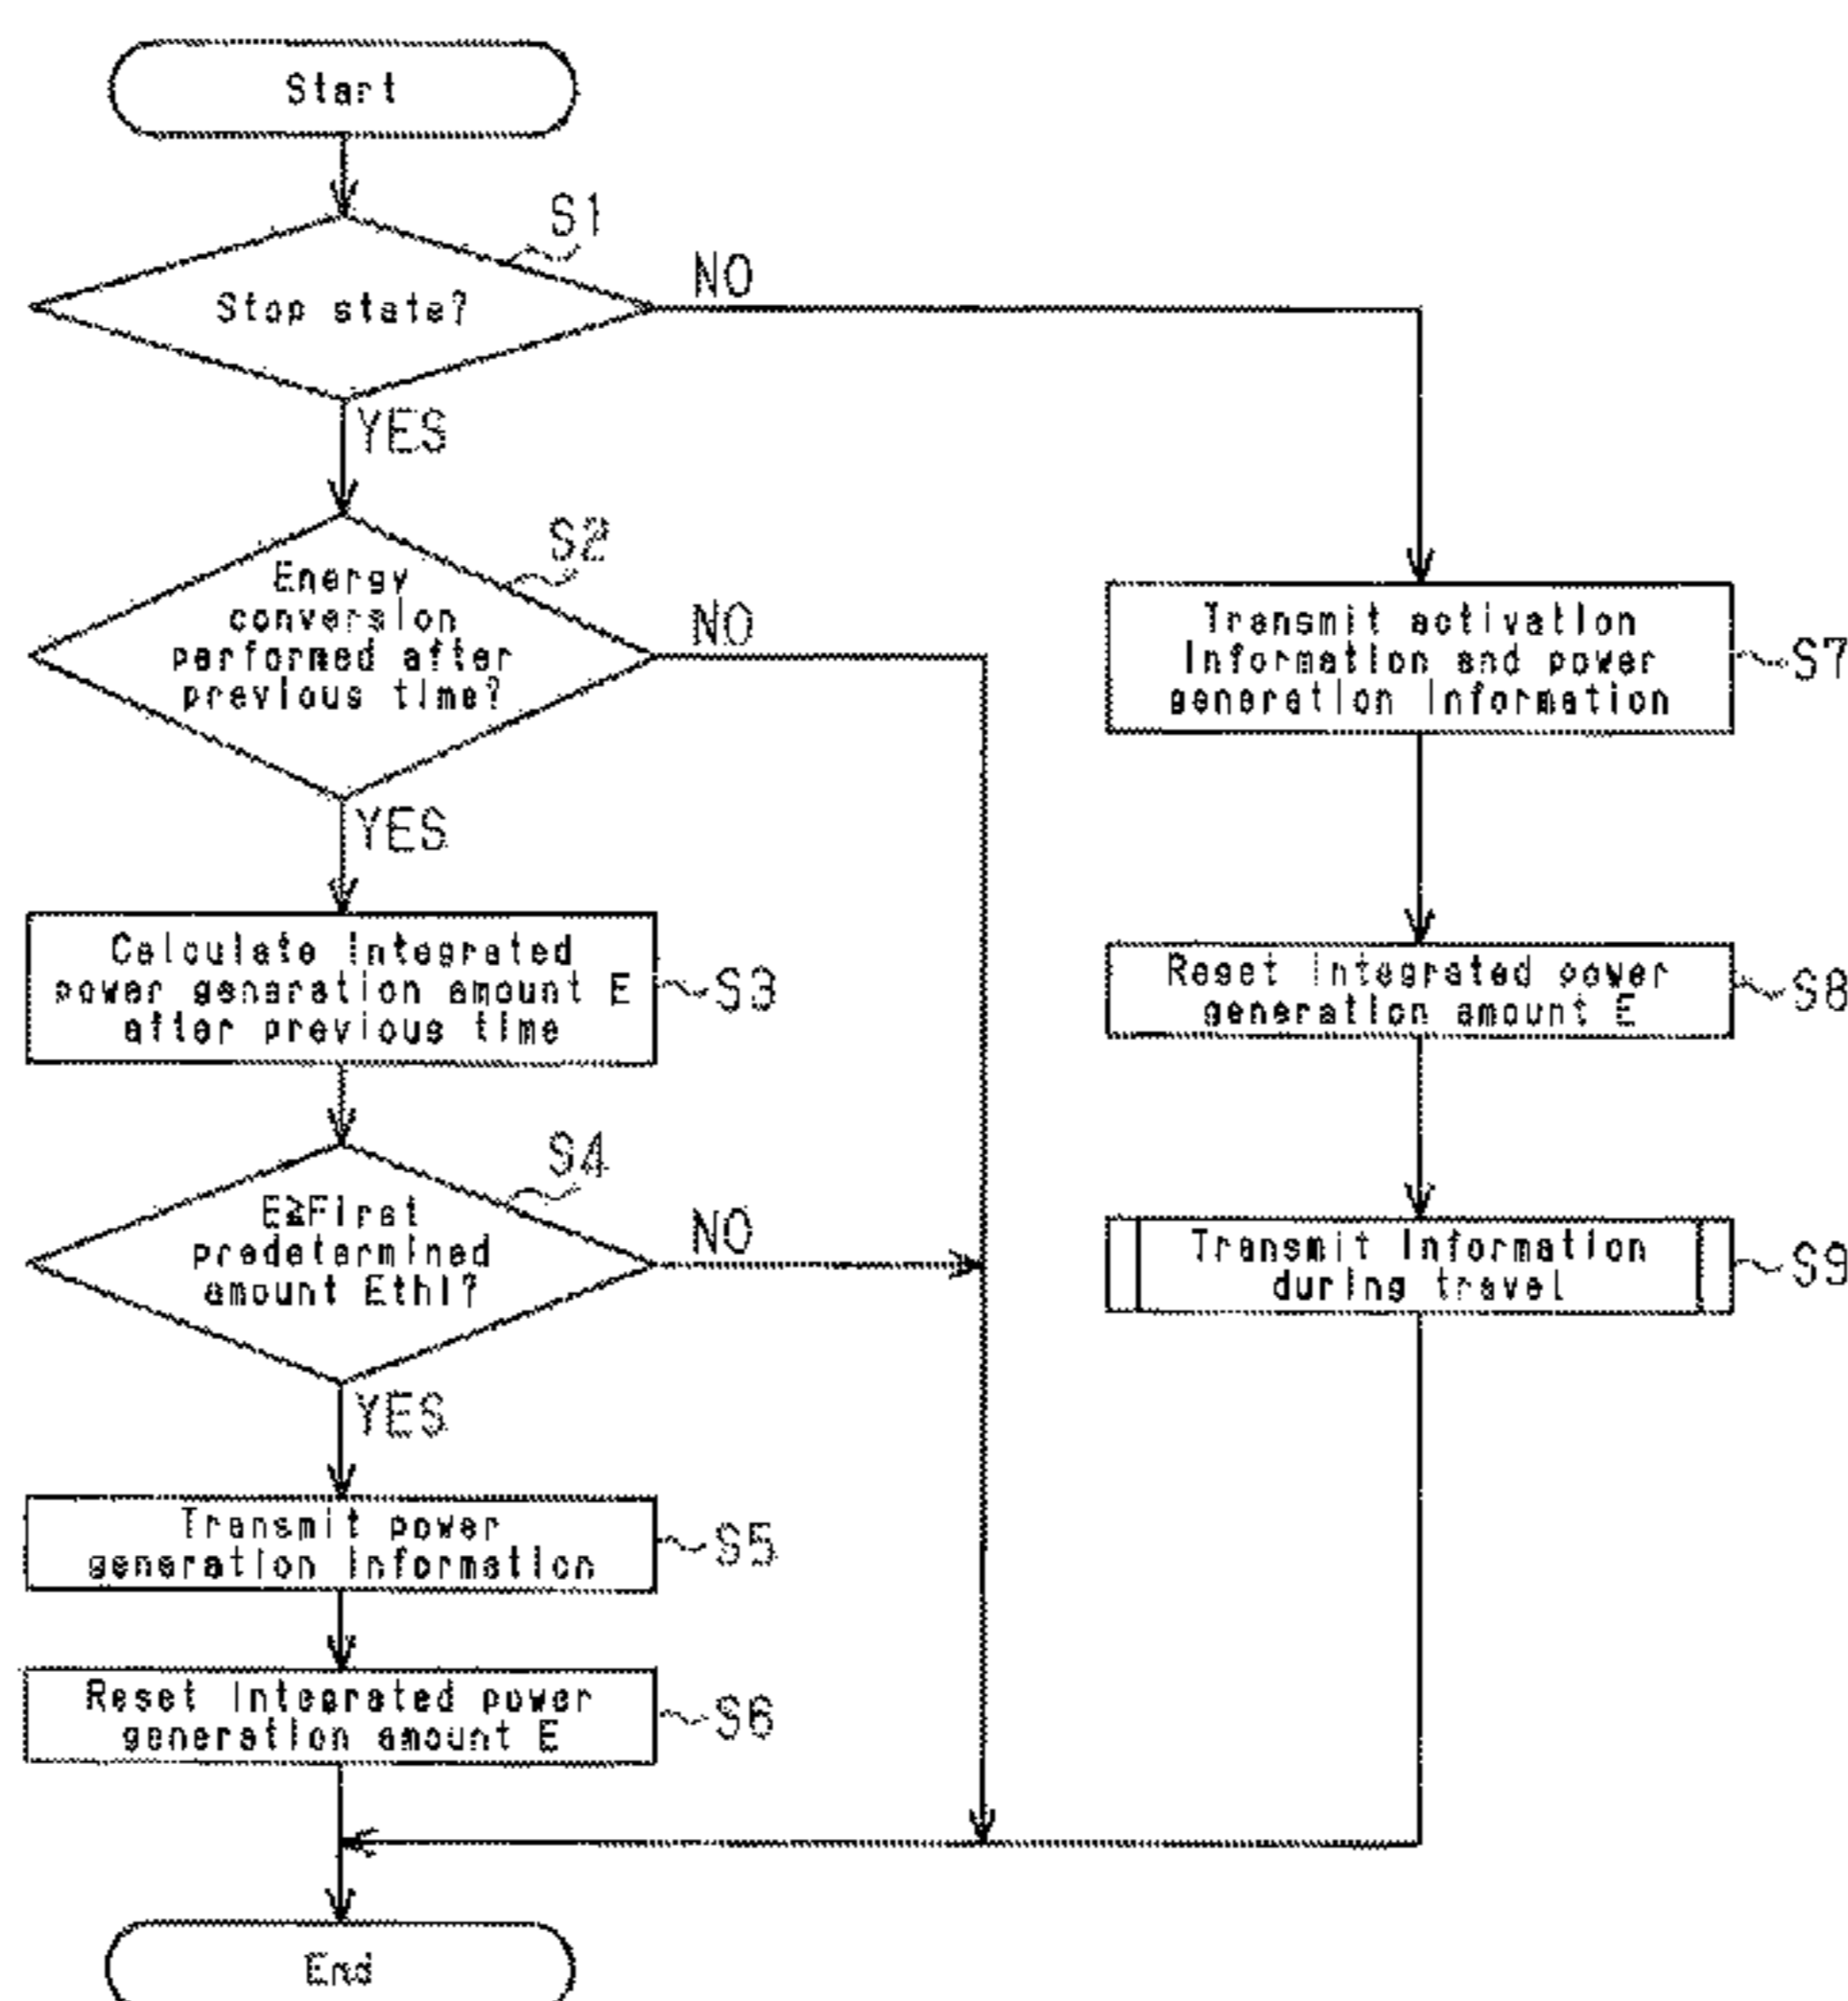 Start
S1
Stop state?
NO
YES
S2
Energy
conversion
performed after
previous time?
NO
YES
Calculate integrated
power generation amount E
after previous time
S3
S4
E≧First
predetermined
amount Eth1?
NO
YES
Transmit power
generation information
S5
Reset integrated power
generation amount E
S6
Transmit activation
information and power
generation information
S7
Reset integrated power
generation amount E
S8
Transmit information
during travel
S9
End